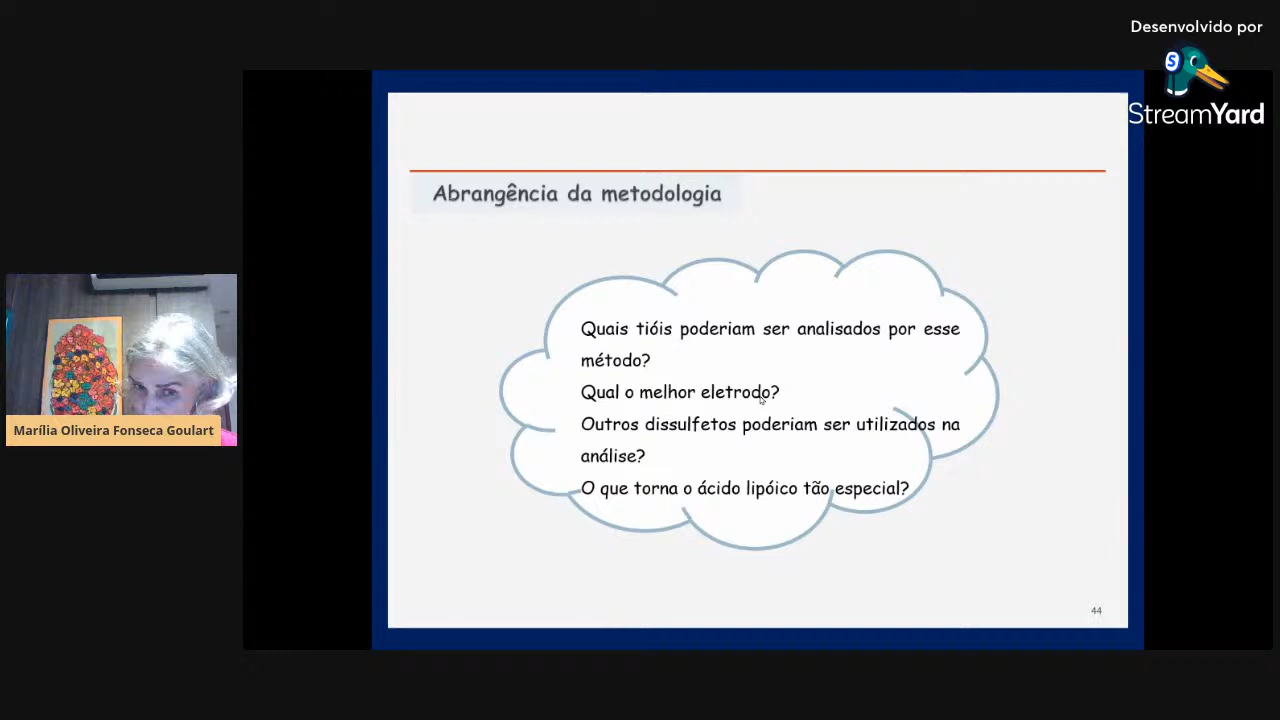 Desenvolvido por
S
StreamYard
Abrangência da metodologia
Quais tióis poderiam ser analisados por esse
método?
Qual o melhor eletrodo?
Outros dissulfetos poderiam ser utilizados na
análise?
O que torna o ácido lipóico tão especial?
Marília Oliveira Fonseca Goulart
44